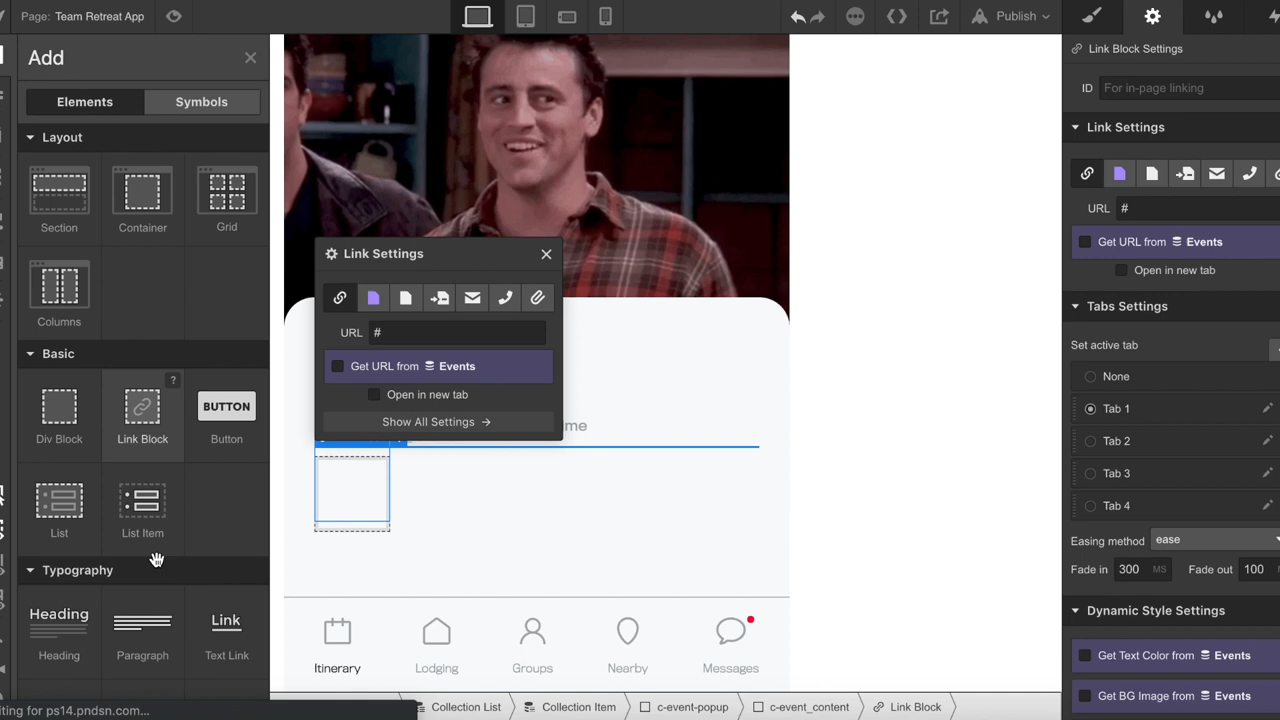 Page: Team Retreat App
Publish
Add
Elements
Symbols
Layout
Section
Container
Grid
Columns
Basic
?
Div Block
Link Block
BUTTON
Button
List
List Item
Typography
Heading
Heading
Paragraph
Link
Text Link
iting for ps14.pndsn.com...
Link Settings
URL #
Get URL from Events
Open in new tab
Show All Settings →
me
Itinerary
Lodging
Groups
Nearby
Messages
Collection List
Collection Item
c-event-popup
c-event_content
Link Block
Link Block Settings
ID For in-page linking
Link Settings
URL #
Get URL from Events
Open in new tab
Tabs Settings
Set active tab
None
Tab 1
Tab 2
Tab 3
Tab 4
Easing method ease
Fade in 300 MS Fade out 100
Dynamic Style Settings
Get Text Color from Events
Get BG Image from Events